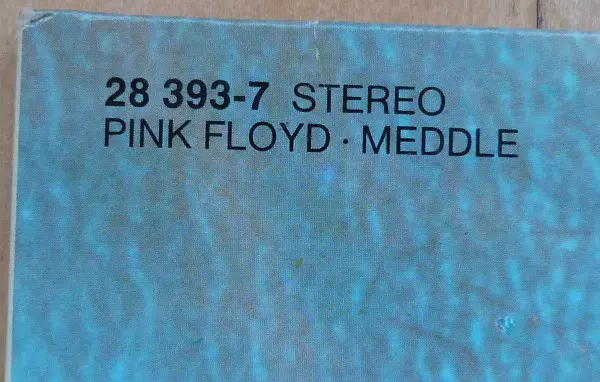 28 393-7 STEREO
PINK FLOYD · MEDDLE